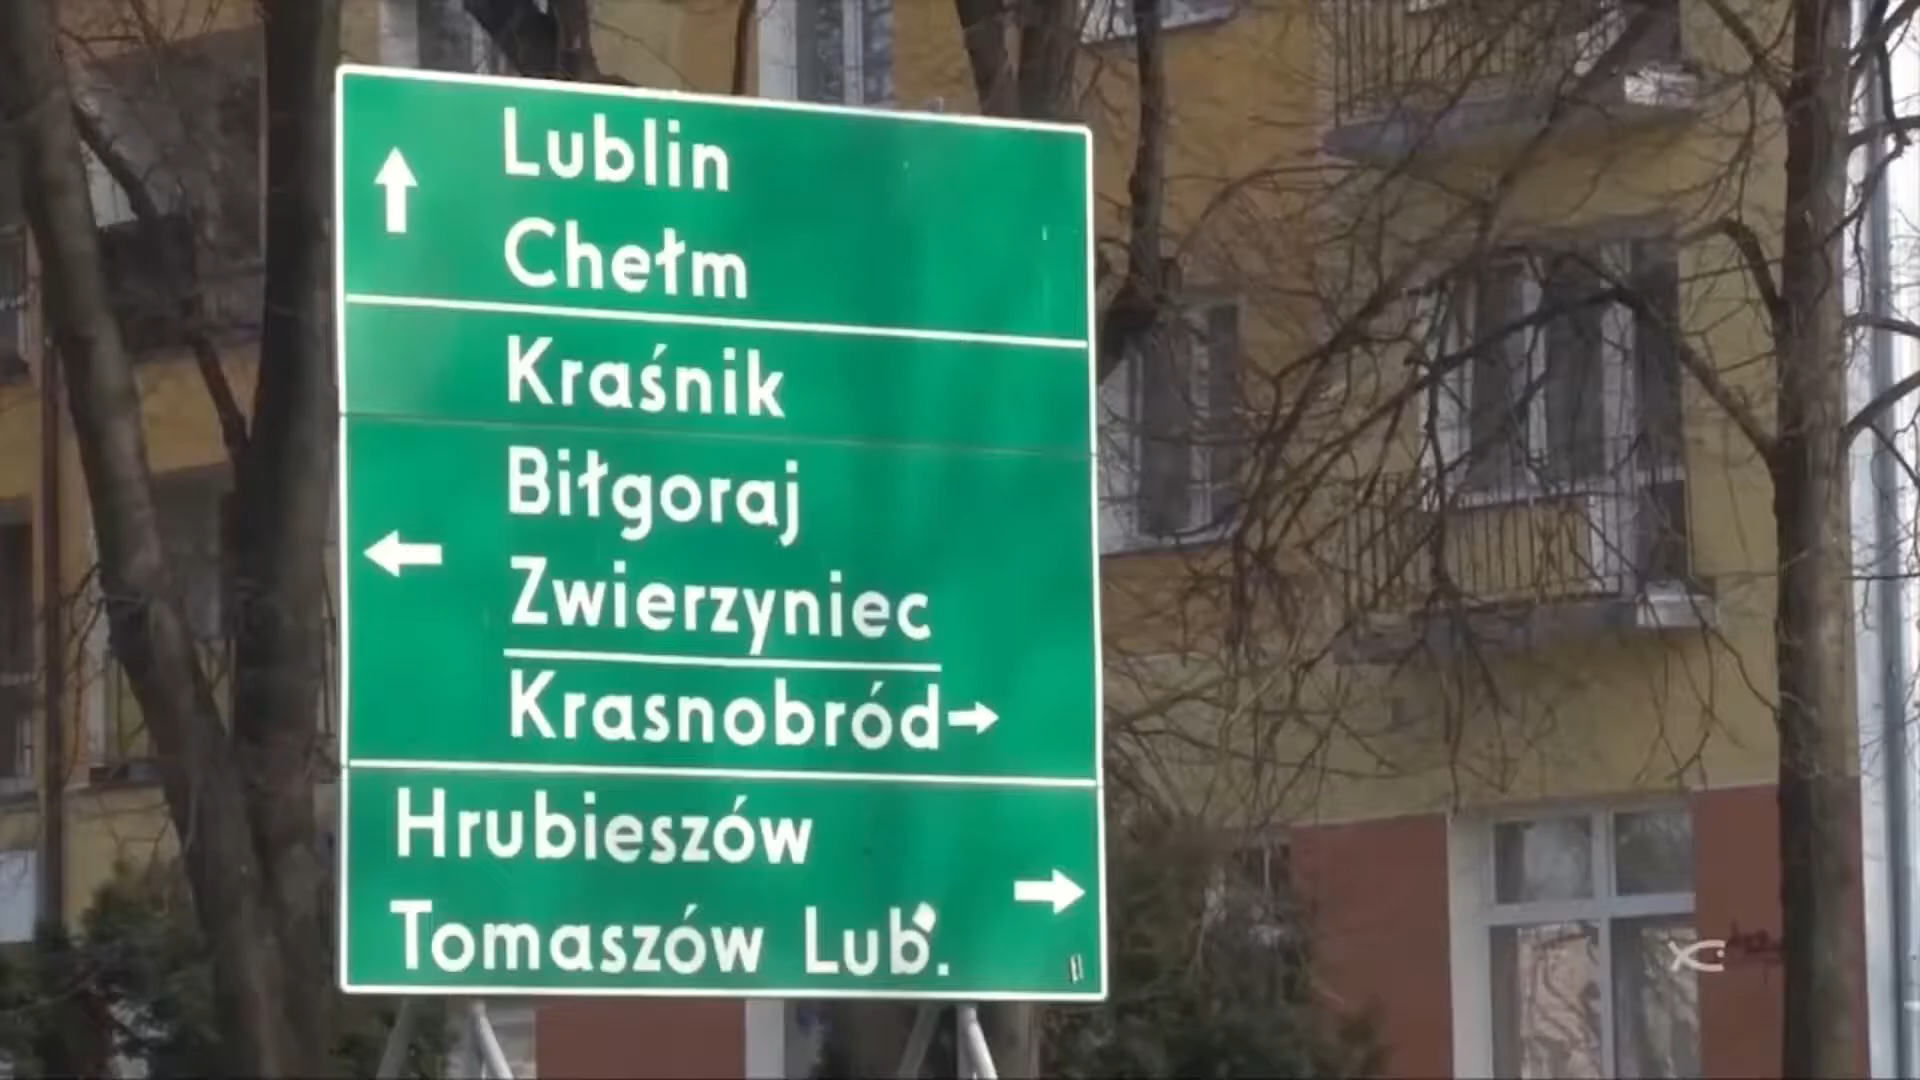 Lublin
Chełm
Kraśnik
Biłgoraj
Zwierzyniec
Krasnobród
Hrubieszów
Tomaszów Lub.